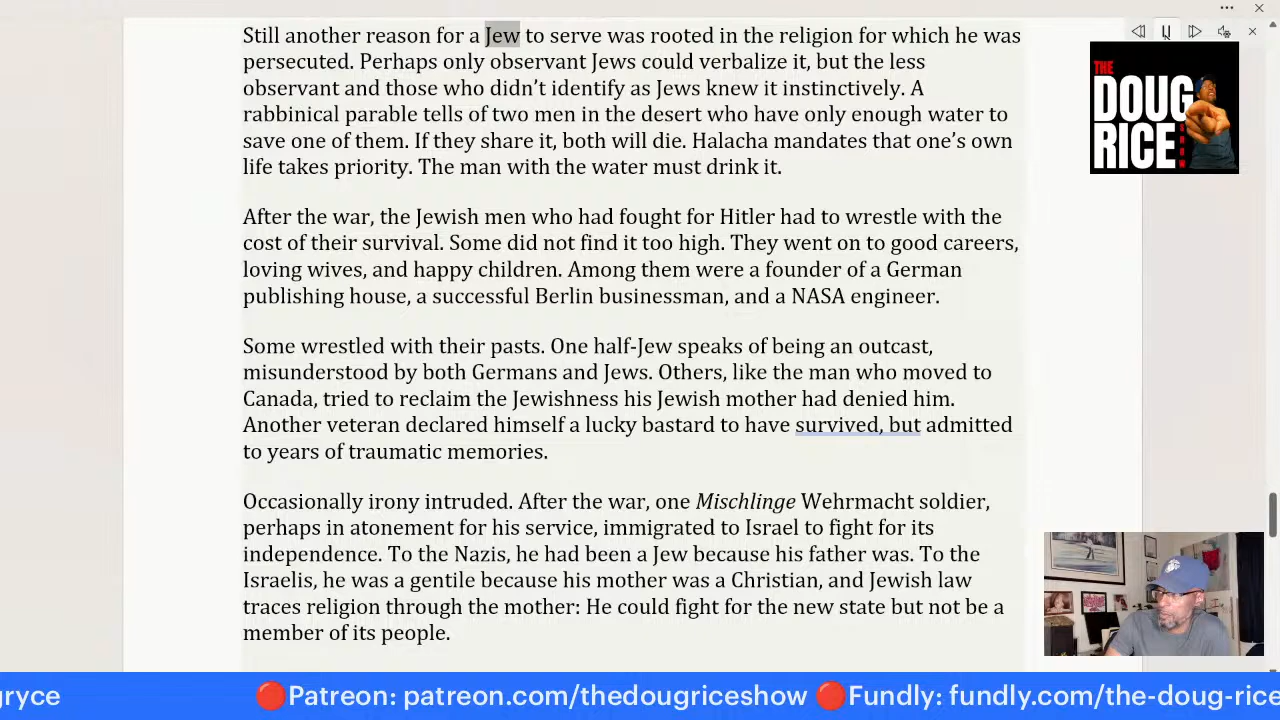 Still another reason for a Jew to serve was rooted in the religion for which he was
persecuted. Perhaps only observant Jews could verbalize it, but the less
observant and those who didn’t identify as Jews knew it instinctively. A
rabbinical parable tells of two men in the desert who have only enough water to
save one of them. If they share it, both will die. Halacha mandates that one’s own
life takes priority. The man with the water must drink it.
After the war, the Jewish men who had fought for Hitler had to wrestle with the
cost of their survival. Some did not find it too high. They went on to good careers,
loving wives, and happy children. Among them were a founder of a German
publishing house, a successful Berlin businessman, and a NASA engineer.
Some wrestled with their pasts. One half-Jew speaks of being an outcast,
misunderstood by both Germans and Jews. Others, like the man who moved to
Canada, tried to reclaim the Jewishness his Jewish mother had denied him.
Another veteran declared himself a lucky bastard to have survived, but admitted
to years of traumatic memories.
Occasionally irony intruded. After the war, one Mischlinge Wehrmacht soldier,
perhaps in atonement for his service, immigrated to Israel to fight for its
independence. To the Nazis, he had been a Jew because his father was. To the
Israelis, he was a gentile because his mother was a Christian, and Jewish law
traces religion through the mother: He could fight for the new state but not be a
member of its people.
THE
DOUG
RICE
SHOW
gryce 🔴Patreon: patreon.com/thedougriceshow 🔴Fundly: fundly.com/the-doug-rice